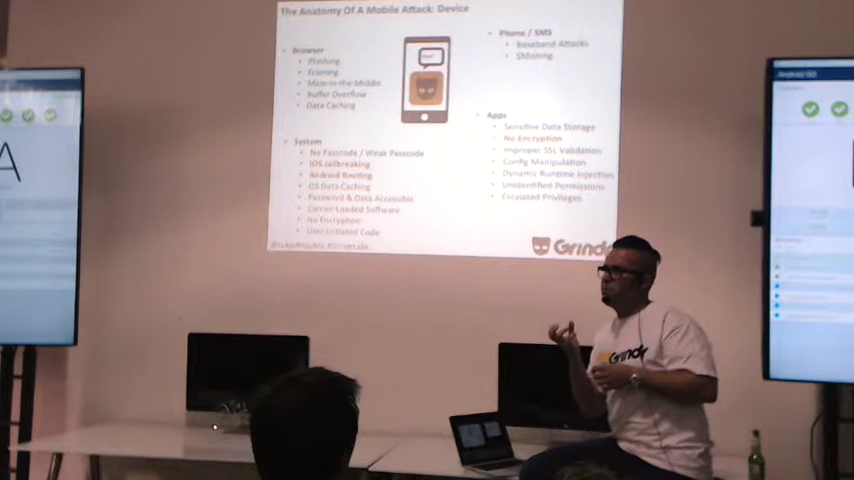 The Anatomy Of A Mobile Attack: Device
• Browser
• Phishing
• Framing
• Man-in-the-Middle
• Buffer Overflow
• Data Caching
• System
• No Passcode / Weak Passcode
• iOS Jailbreaking
• Android Rooting
• OS Data Caching
• Password & Data Accessible
• Carrier-Loaded Software
• No Encryption
• User-Initiated Code
• Phone / SMS
• Baseband Attacks
• SMishing
• Apps
• Sensitive Data Storage
• No Encryption
• Improper SSL Validation
• Config Manipulation
• Dynamic Runtime Injection
• Unidentified Permissions
• Escalated Privileges
Grindr
Grindr
A